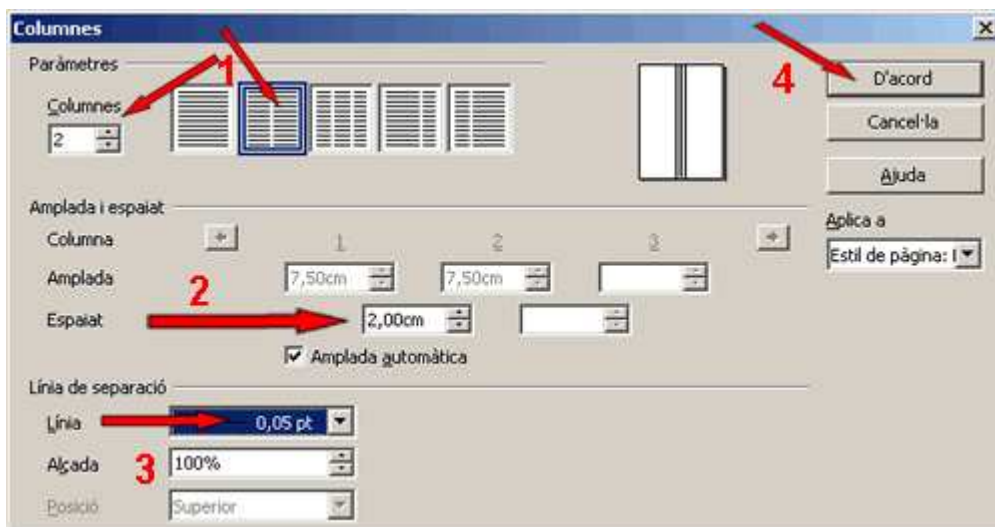 Columnes
Paràmetres
1
4
D'acord
Columnes
2
Cancel·la
Ajuda
Amplada i espaiat
Aplica a
Columna
1
2
3
Estil de pàgina:
Amplada
7,50cm
7,50cm
2
Espaiat
2,00cm
Amplada automàtica
Línia de separació
Línia
0,05 pt
Alçada
3
100%
Posició
Superior